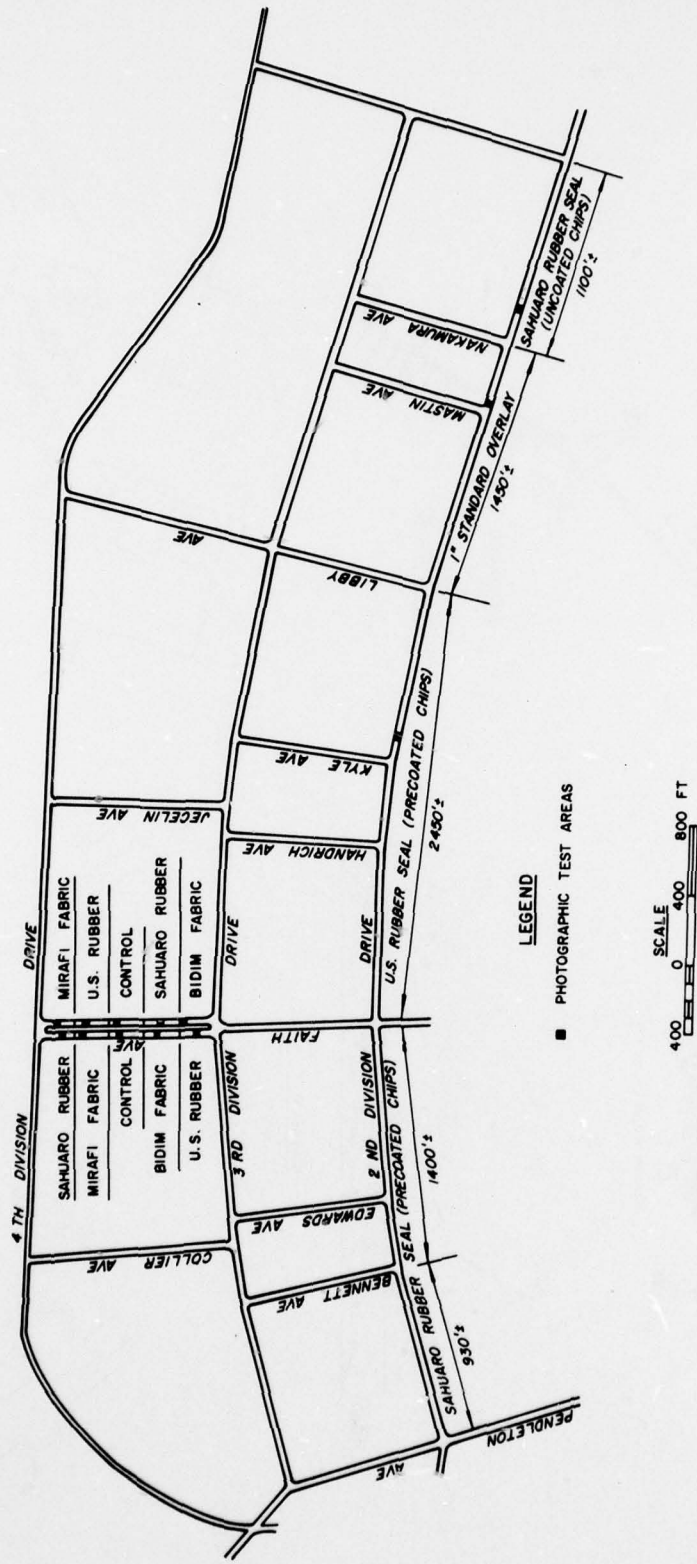 4 TH DIVISION DRIVE
SAHUARO RUBBER
MIRAFI FABRIC
CONTROL
BIDIM FABRIC
U.S. RUBBER
MIRAFI FABRIC
U.S. RUBBER
CONTROL
SAHUARO RUBBER
BIDIM FABRIC
COLLIER AVE
FAITH AVE
JECELIN AVE
LIBBY AVE
3 RD DIVISION DRIVE
BENNETT AVE
EDWARDS AVE
HANDRICH AVE
KYLE AVE
MASTIN AVE
NAKAMURA AVE
2 ND DIVISION DRIVE
PENDLETON AVE
SAHUARO RUBBER SEAL (PRECOATED CHIPS)
930'±
1400'±
U.S. RUBBER SEAL (PRECOATED CHIPS)
2450'±
1" STANDARD OVERLAY
1450'±
SAHUARO RUBBER SEAL
(UNCOATED CHIPS)
1100'±
LEGEND
■ PHOTOGRAPHIC TEST AREAS
SCALE
400 0 400 800 FT